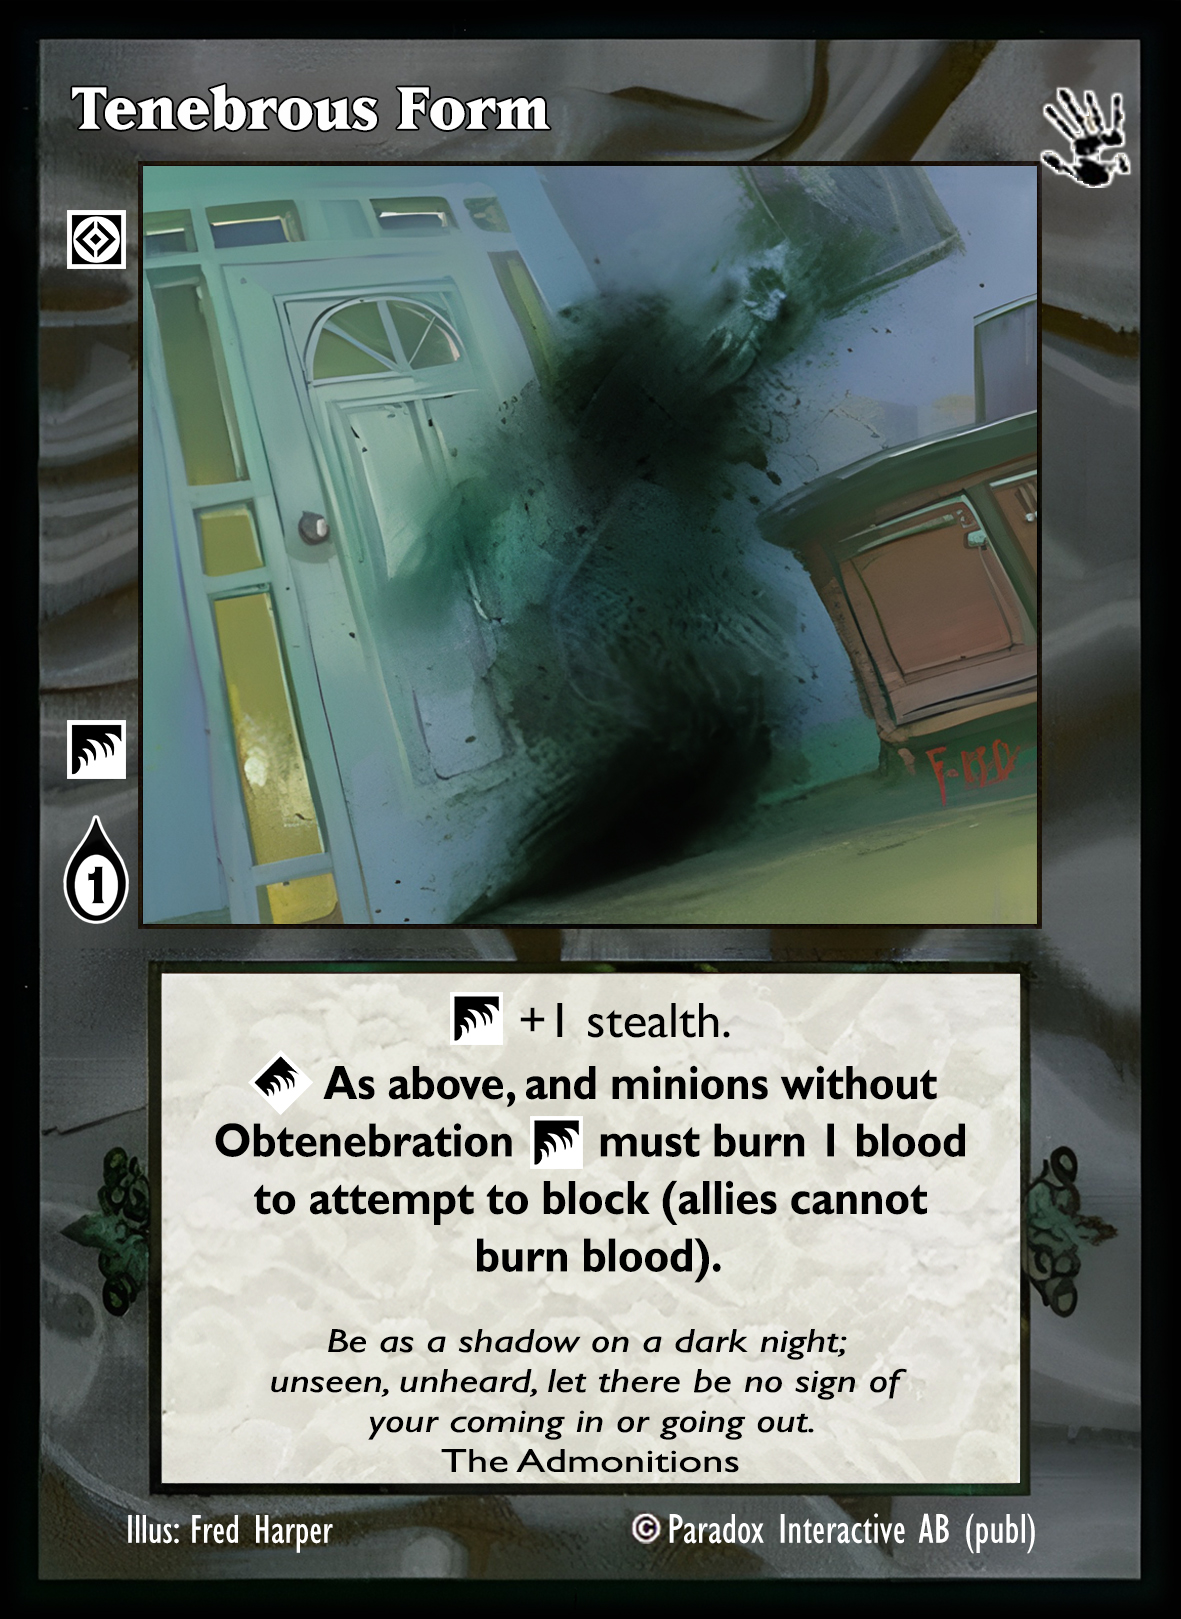 Tenebrous Form
1
+1 stealth.
As above, and minions without
Obtenebration must burn 1 blood
to attempt to block (allies cannot
burn blood).
Be as a shadow on a dark night;
unseen, unheard, let there be no sign of
your coming in or going out.
The Admonitions
F-RED
Illus: Fred Harper
© Paradox Interactive AB (publ)